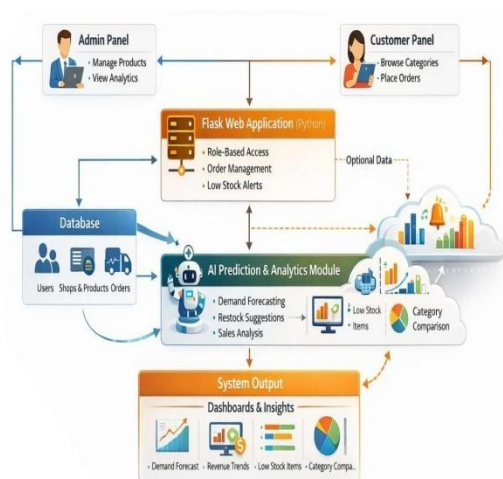 Admin Panel
• Manage Products
• View Analytics
Customer Panel
• Browse Categories
• Place Orders
Flask Web Application (Python)
• Role-Based Access
• Order Management
• Low Stock Alerts
Optional Data
Database
Users Shops & Products Orders
AI Prediction & Analytics Module
• Demand Forecasting
• Restock Suggestions
• Sales Analysis
Low Stock
• Items
Category
Comparison
System Output
Dashboards & Insights
• Demand Forecast • Revenue Trends • Low Stock Items • Category Compa..